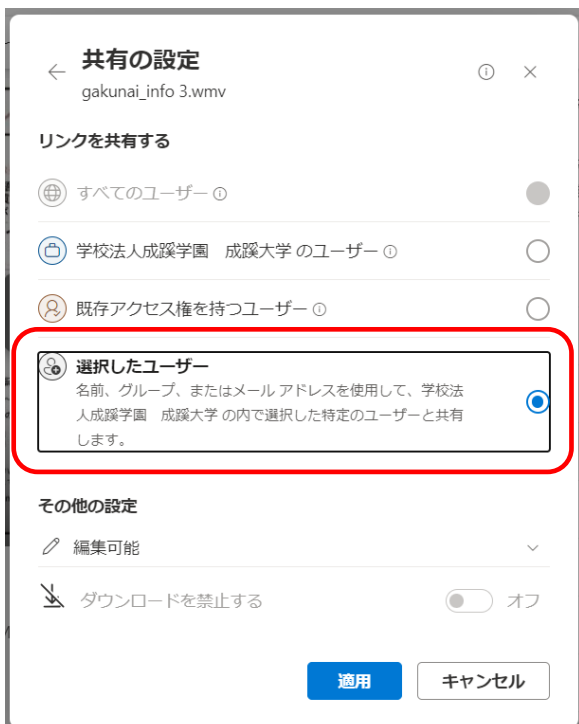 共有の設定
gakunai_info 3.wmv
リンクを共有する
すべてのユーザー
学校法人成蹊学園　成蹊大学 のユーザー
既存アクセス権を持つユーザー
選択したユーザー
名前、グループ、またはメール アドレスを使用して、学校法
人成蹊学園　成蹊大学 の内で選択した特定のユーザーと共有
します。
その他の設定
編集可能
ダウンロードを禁止する オフ
適用 キャンセル